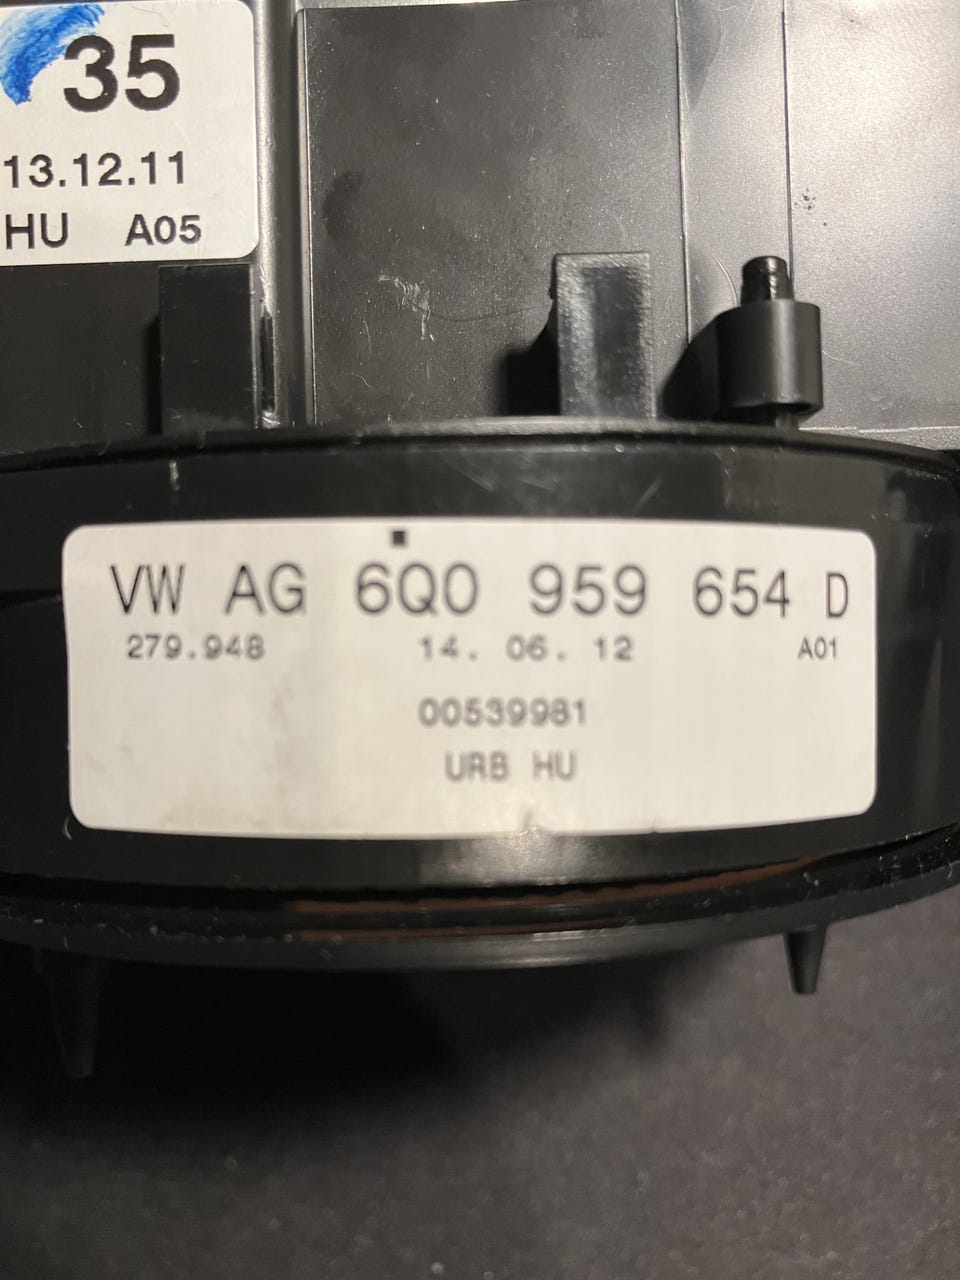 35
13.12.11
HU A05
VW AG 6Q0 959 654 D
279.948 14. 06. 12 A01
00539981
URB HU